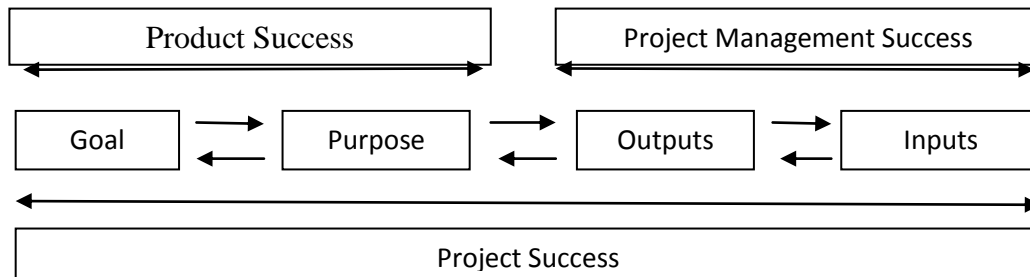 Product Success
Project Management Success
Goal
Purpose
Outputs
Inputs
Project Success